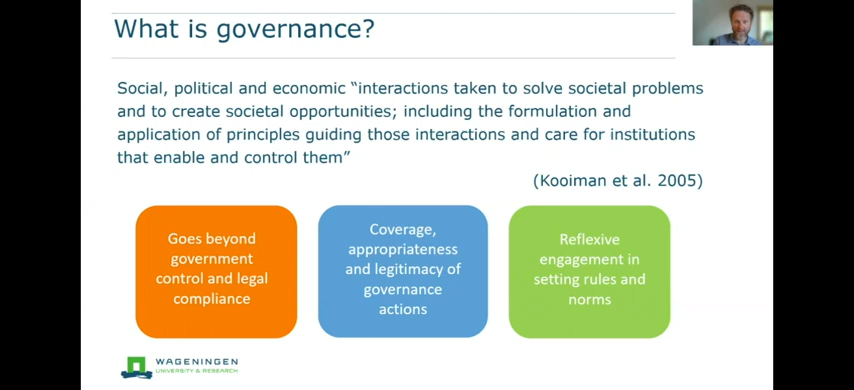 What is governance?
Social, political and economic “interactions taken to solve societal problems
and to create societal opportunities; including the formulation and
application of principles guiding those interactions and care for institutions
that enable and control them”
(Kooiman et al. 2005)
Goes beyond
government
control and legal
compliance
Coverage,
appropriateness
and legitimacy of
governance
actions
Reflexive
engagement in
setting rules and
norms
WAGENINGEN
UNIVERSITY & RESEARCH